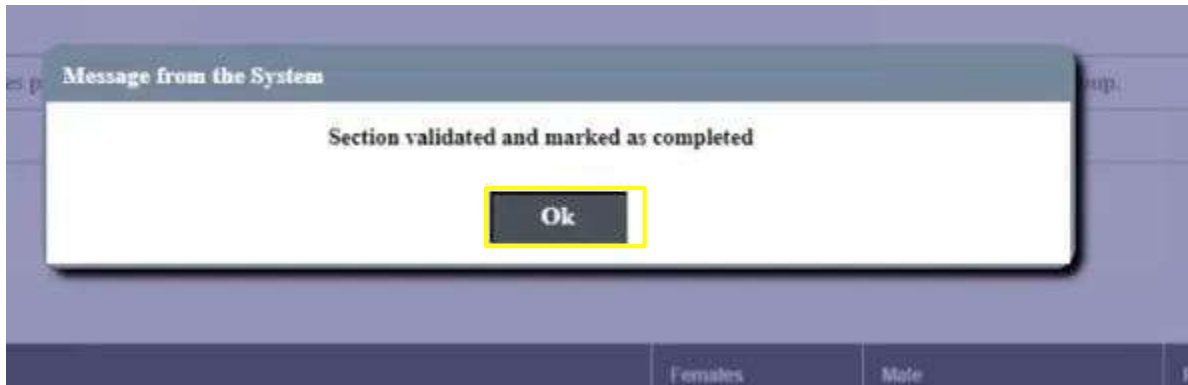 Message from the System
Section validated and marked as completed
Ok
Females Male